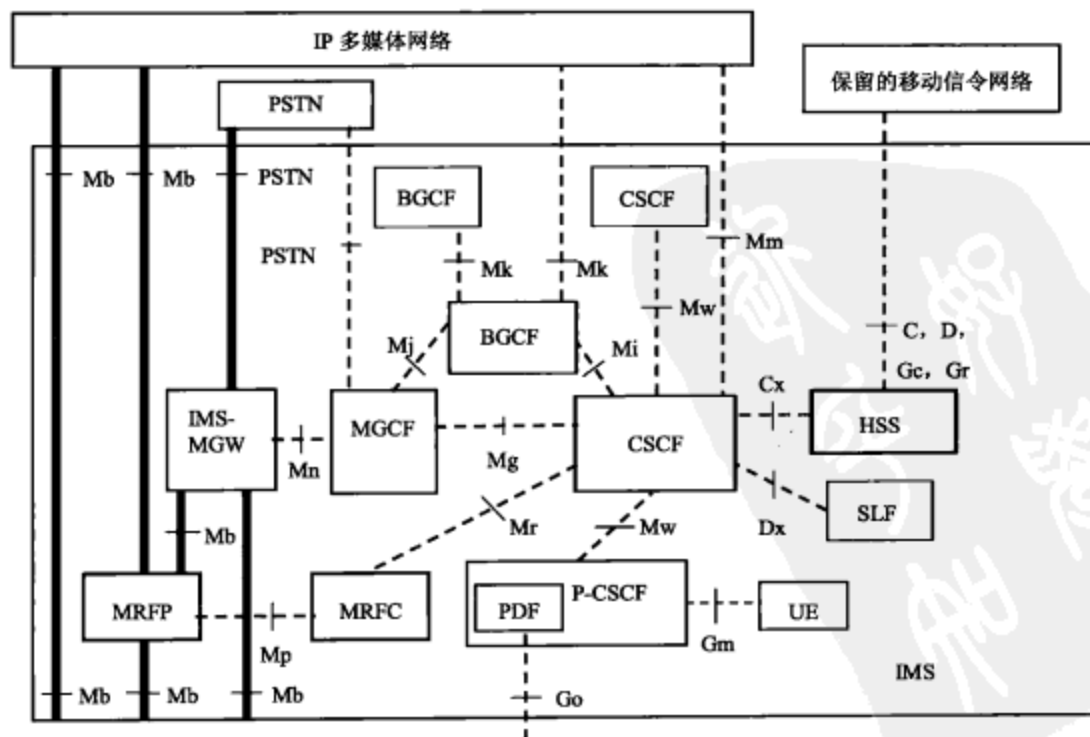 IP 多媒体网络
保留的移动信令网络
PSTN
Mb
Mb
PSTN
BGCF
CSCF
PSTN
Mk
Mk
Mm
Mw
C, D,
Gc, Gr
Mj
BGCF
Mi
Cx
IMS-
MGW
Mn
MGCF
Mg
CSCF
HSS
Mr
Mw
Dx
SLF
Mb
MRFP
Mp
MRFC
PDF
P-CSCF
Gm
UE
Mb
Mb
Mb
Go
IMS